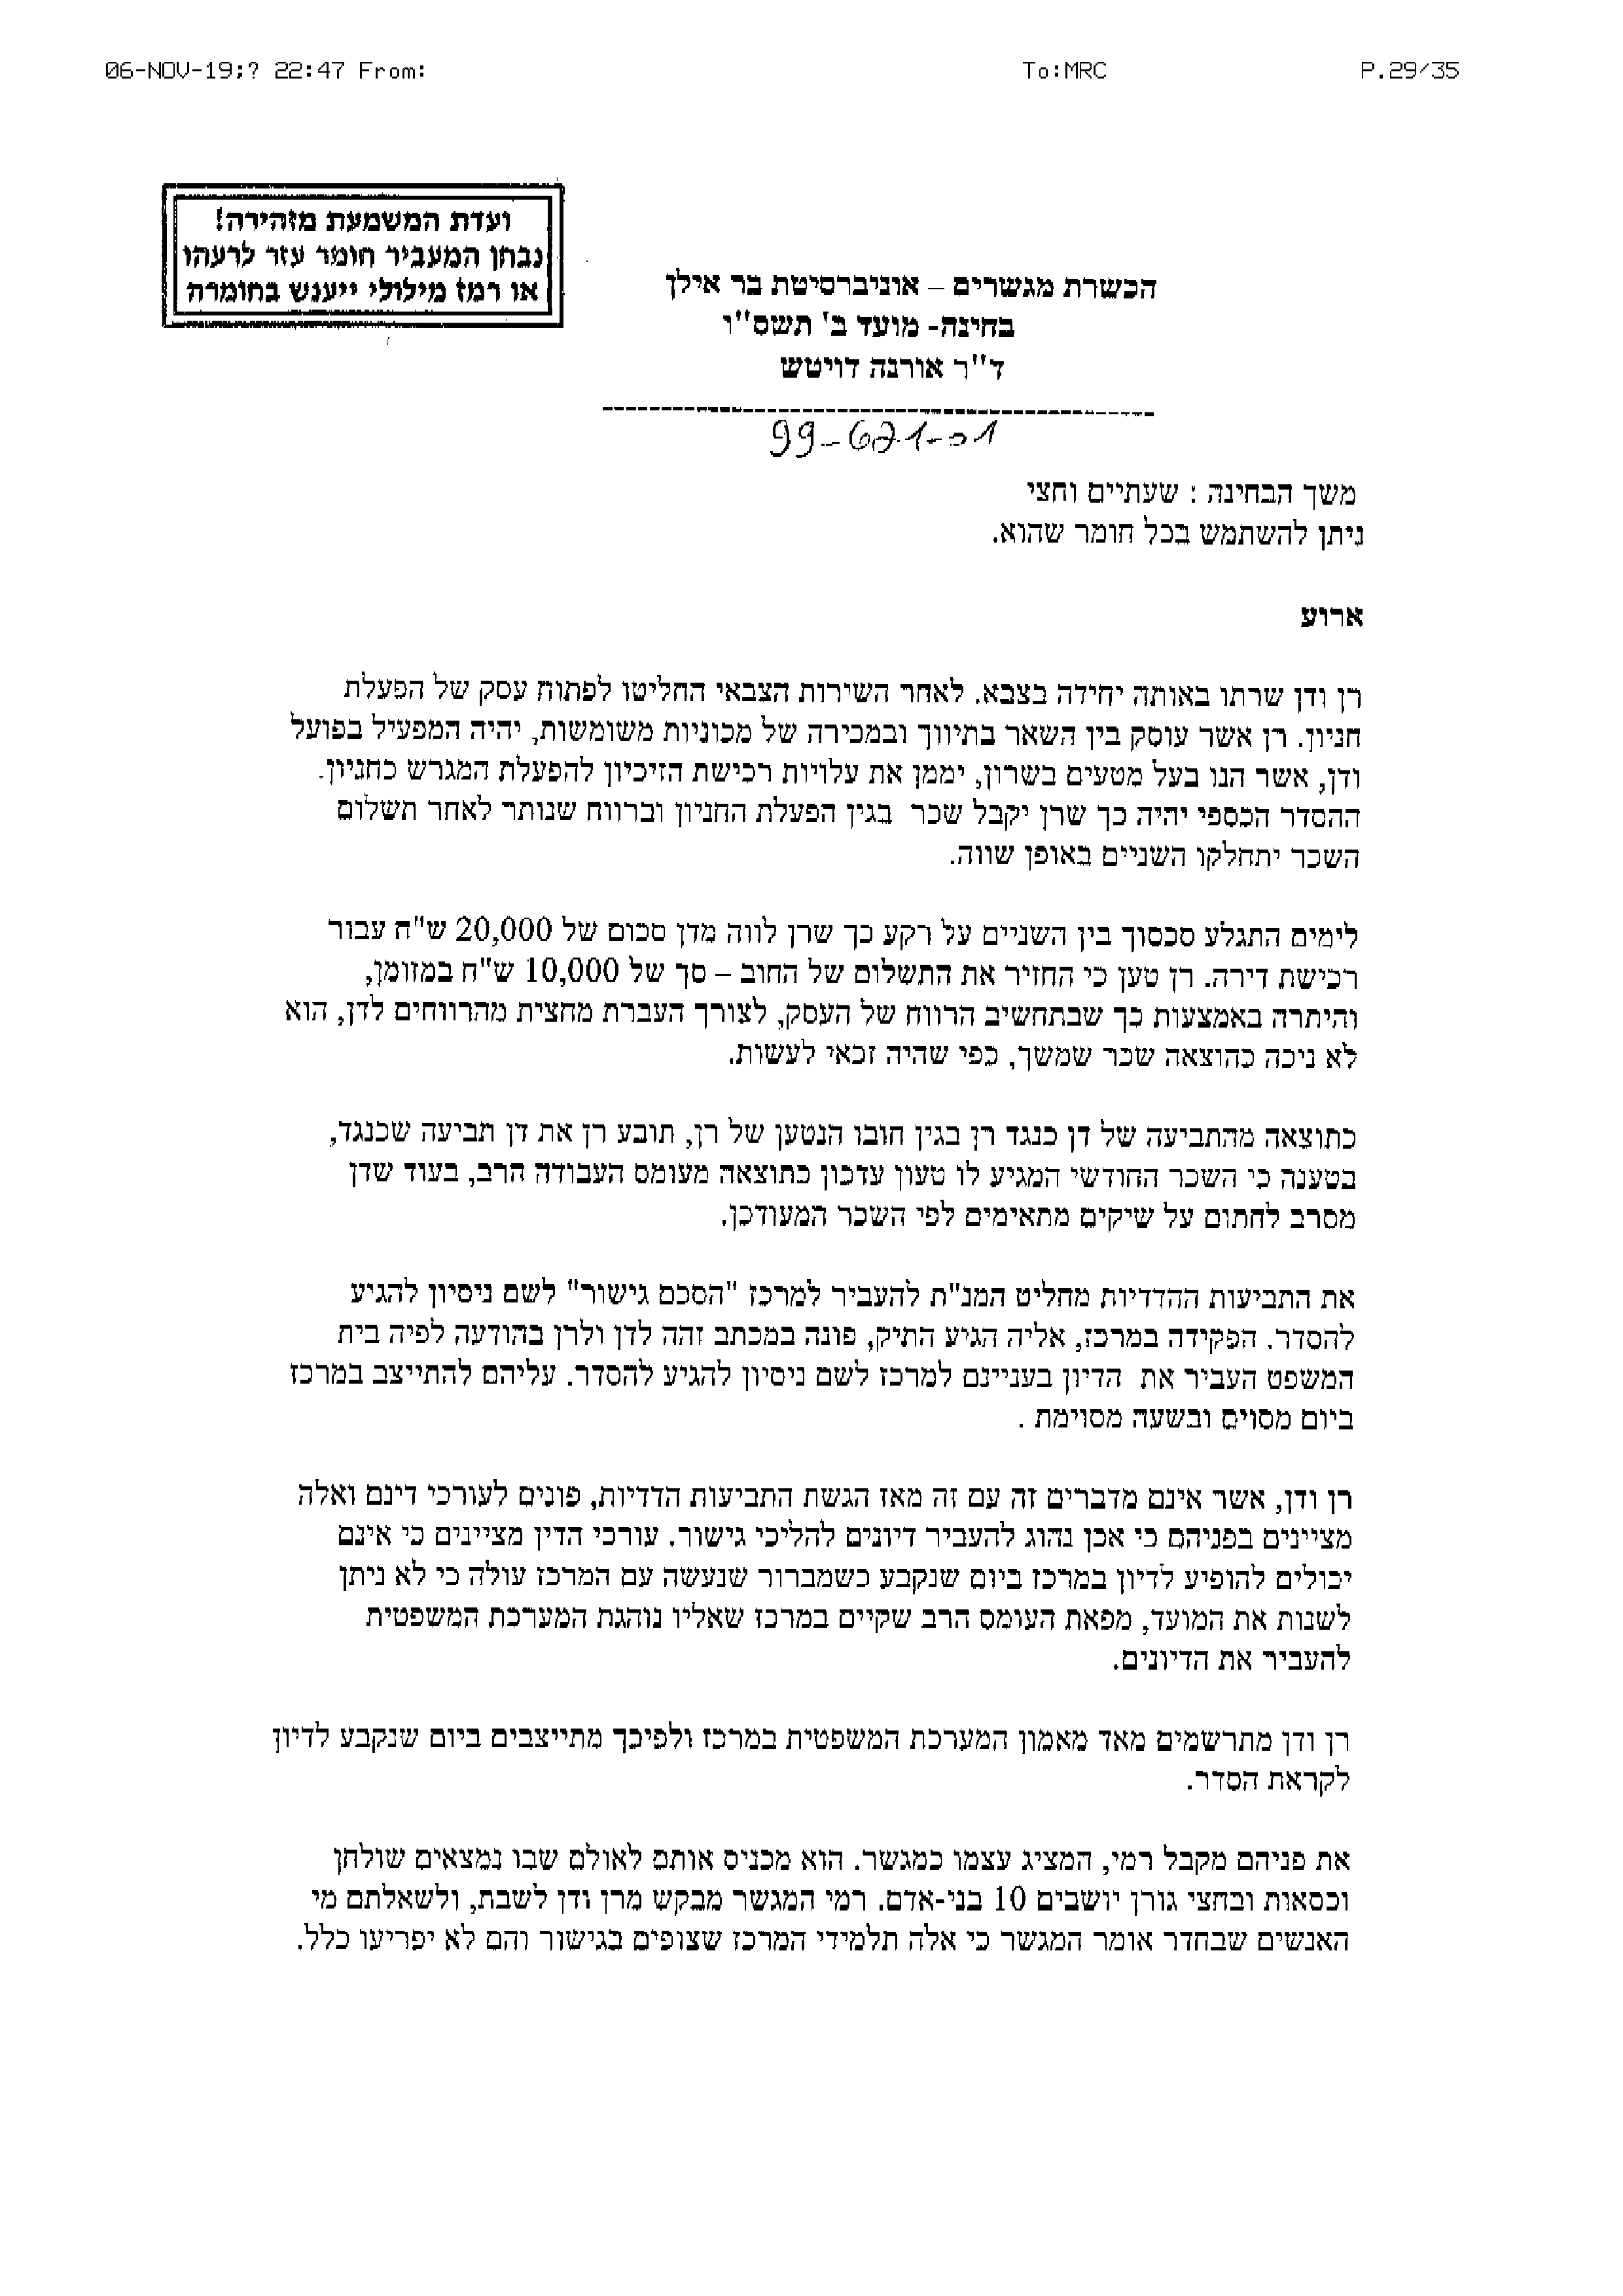 06-NOV-19;? 22:47 From: To:MRC P.29/35
ועדת המשמעת מזהירה!
נבחן המעביר חומר עזר לרעהו
או רמז מילולי ייענש בחומרה
הכשרת מגשרים – אוניברסיטת בר אילן
בחינה- מועד ב' תשס"ו
ד"ר אורנה דויטש
99-671-01
משך הבחינה : שעתיים וחצי
ניתן להשתמש בכל חומר שהוא.
ארוע
רן ודן שרתו באותה יחידה בצבא. לאחר השירות הצבאי החליטו לפתוח עסק של הפעלת
חניון. רן אשר עוסק בין השאר בתיווך ובמכירה של מכוניות משומשות, יהיה המפעיל בפועל
ודן, אשר הנו בעל מטעים בשרון, יממן את עלויות רכישת הזיכיון להפעלת המגרש כחניון.
ההסדר הכספי יהיה כך שרן יקבל שכר בגין הפעלת החניון וברווח שנותר לאחר תשלום
השכר יתחלקו השניים באופן שווה.
לימים התגלע סכסוך בין השניים על רקע כך שרן לווה מדן סכום של 20,000 ש"ח עבור
רכישת דירה. רן טען כי החזיר את התשלום של החוב – סך של 10,000 ש"ח במזומן,
והיתרה באמצעות כך שבתחשיב הרווח של העסק, לצורך העברת מחצית מהרווחים לדן, הוא
לא ניכה כהוצאה שכר שמשך, כפי שהיה זכאי לעשות.
כתוצאה מהתביעה של דן כנגד רן בגין חובו הנטען של רן, תובע רן את דן תביעה שכנגד,
בטענה כי השכר החודשי המגיע לו טעון עדכון כתוצאה מעומס העבודה הרב, בעוד שדן
מסרב לחתום על שיקים מתאימים לפי השכר המעודכן.
את התביעות ההדדיות מחליט המנ"ת להעביר למרכז "הסכם גישור" לשם ניסיון להגיע
להסדר. הפקידה במרכז, אליה הגיע התיק, פונה במכתב זהה לדן ולרן בהודעה לפיה בית
המשפט העביר את הדיון בעניינם למרכז לשם ניסיון להגיע להסדר. עליהם להתייצב במרכז
ביום מסוים ובשעה מסוימת .
רן ודן, אשר אינם מדברים זה עם זה מאז הגשת התביעות הדדיות, פונים לעורכי דינם ואלה
מציינים בפניהם כי אכן נהוג להעביר דיונים להליכי גישור. עורכי הדין מציינים כי אינם
יכולים להופיע לדיון במרכז ביום שנקבע כשמברור שנעשה עם המרכז עולה כי לא ניתן
לשנות את המועד, מפאת העומס הרב שקיים במרכז שאליו נוהגת המערכת המשפטית
להעביר את הדיונים.
רן ודן מתרשמים מאד מאמון המערכת המשפטית במרכז ולפיכך מתייצבים ביום שנקבע לדיון
לקראת הסדר.
את פניהם מקבל רמי, המציג עצמו כמגשר. הוא מכניס אותם לאולם שבו נמצאים שולחן
וכסאות ובחצי גורן יושבים 10 בני-אדם. רמי המגשר מבקש מרן ודן לשבת, ולשאלתם מי
האנשים שבחדר אומר המגשר כי אלה תלמידי המרכז שצופים בגישור והם לא יפריעו כלל.